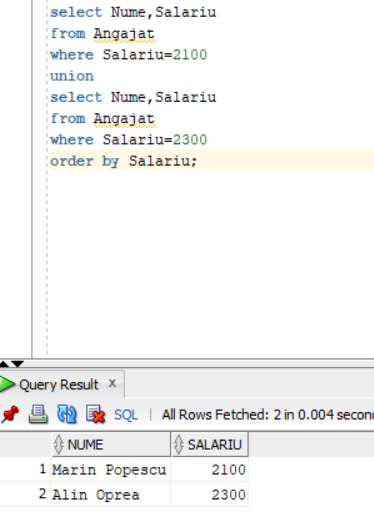 select Nume,Salariu
from Angajat
where Salariu=2100
union
select Nume,Salariu
from Angajat
where Salariu=2300
order by Salariu;
Query Result x
SQL | All Rows Fetched: 2 in 0.004 second
NUME SALARIU
1 Marin Popescu 2100
2 Alin Oprea 2300